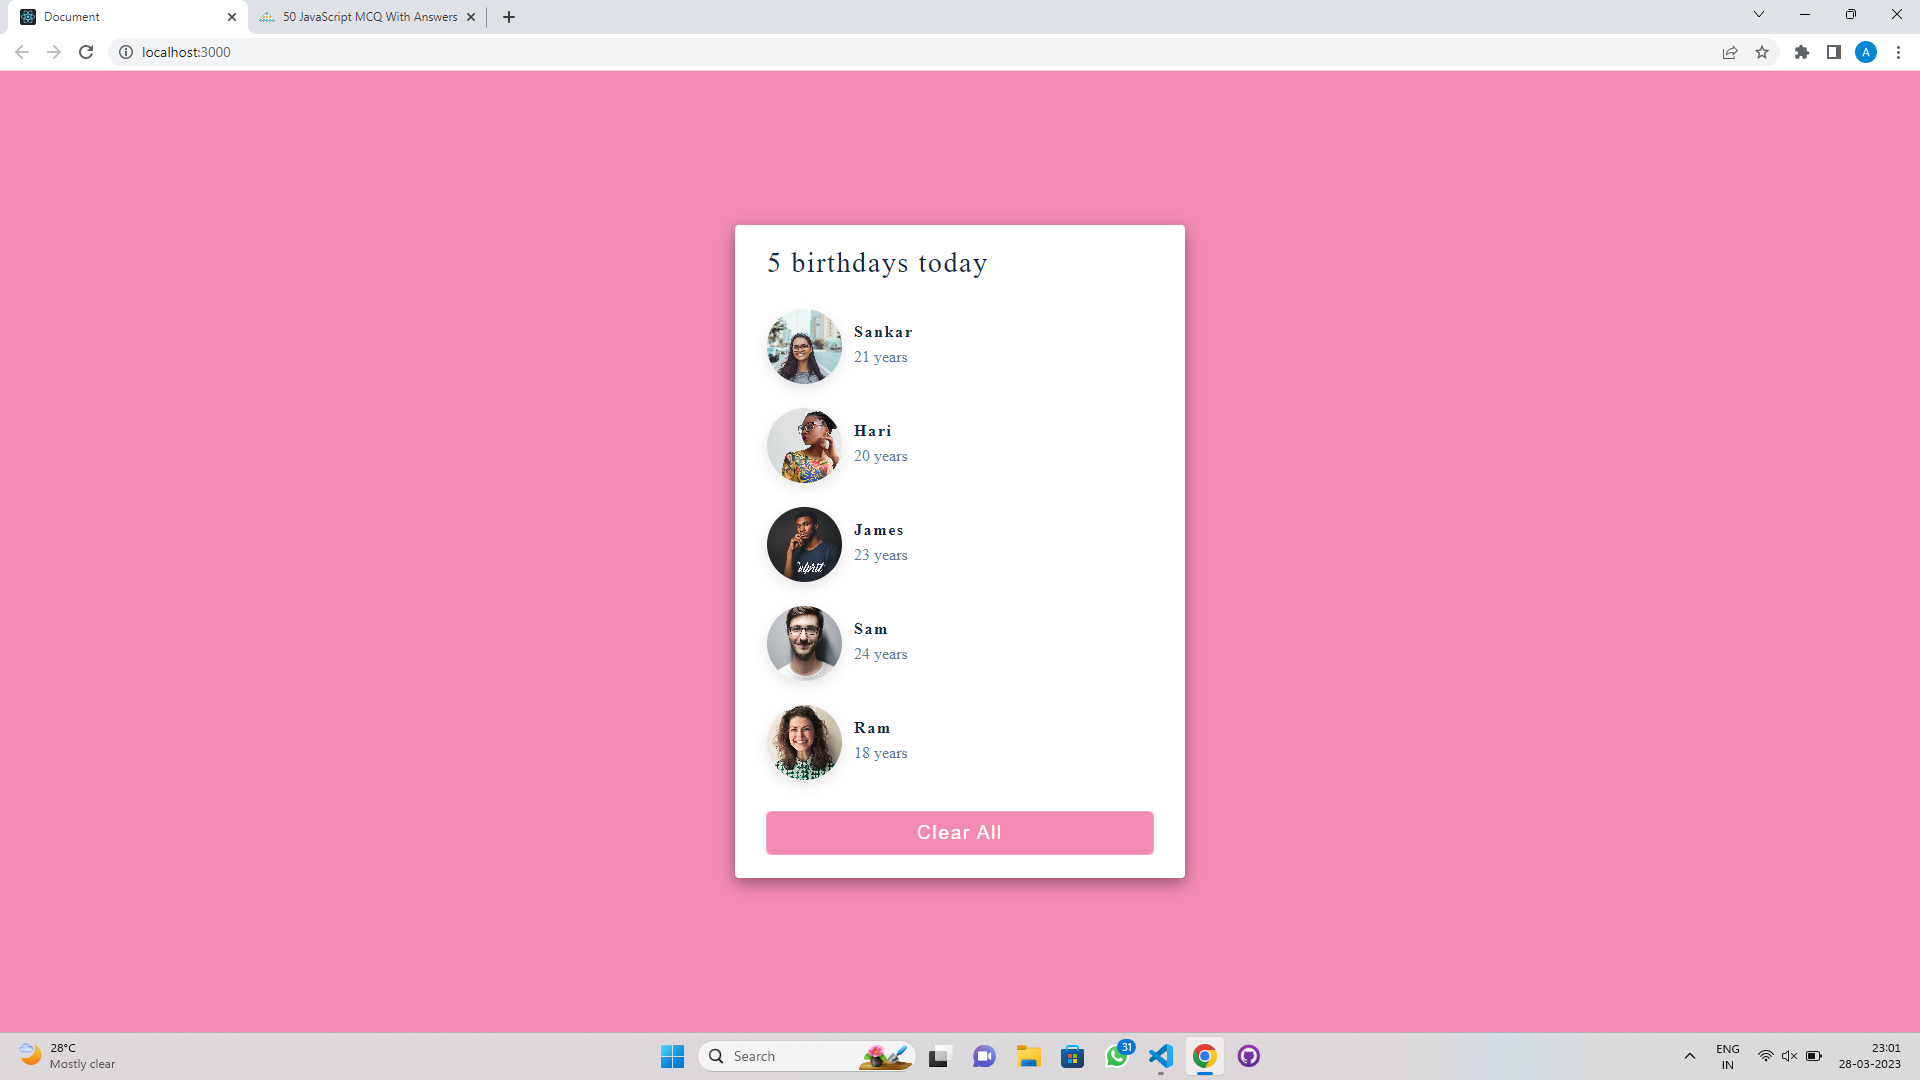 Document
50 JavaScript MCQ With Answers
localhost:3000
A
5 birthdays today
Sankar
21 years
Hari
20 years
James
23 years
Sam
24 years
Ram
18 years
Clear All
28°C
Mostly clear
Search
31
ENG
IN
23:01
28-03-2023